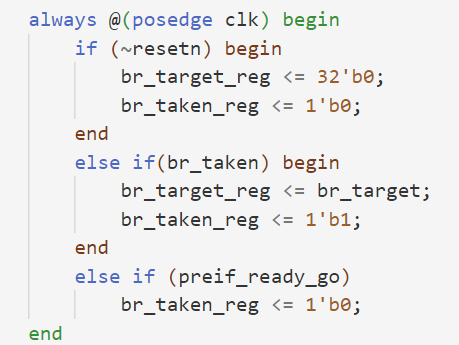 always @(posedge clk) begin
    if (~resetn) begin
        br_target_reg <= 32'b0;
        br_taken_reg <= 1'b0;
    end
    else if(br_taken) begin
        br_target_reg <= br_target;
        br_taken_reg <= 1'b1;
    end
    else if (preif_ready_go)
        br_taken_reg <= 1'b0;
end